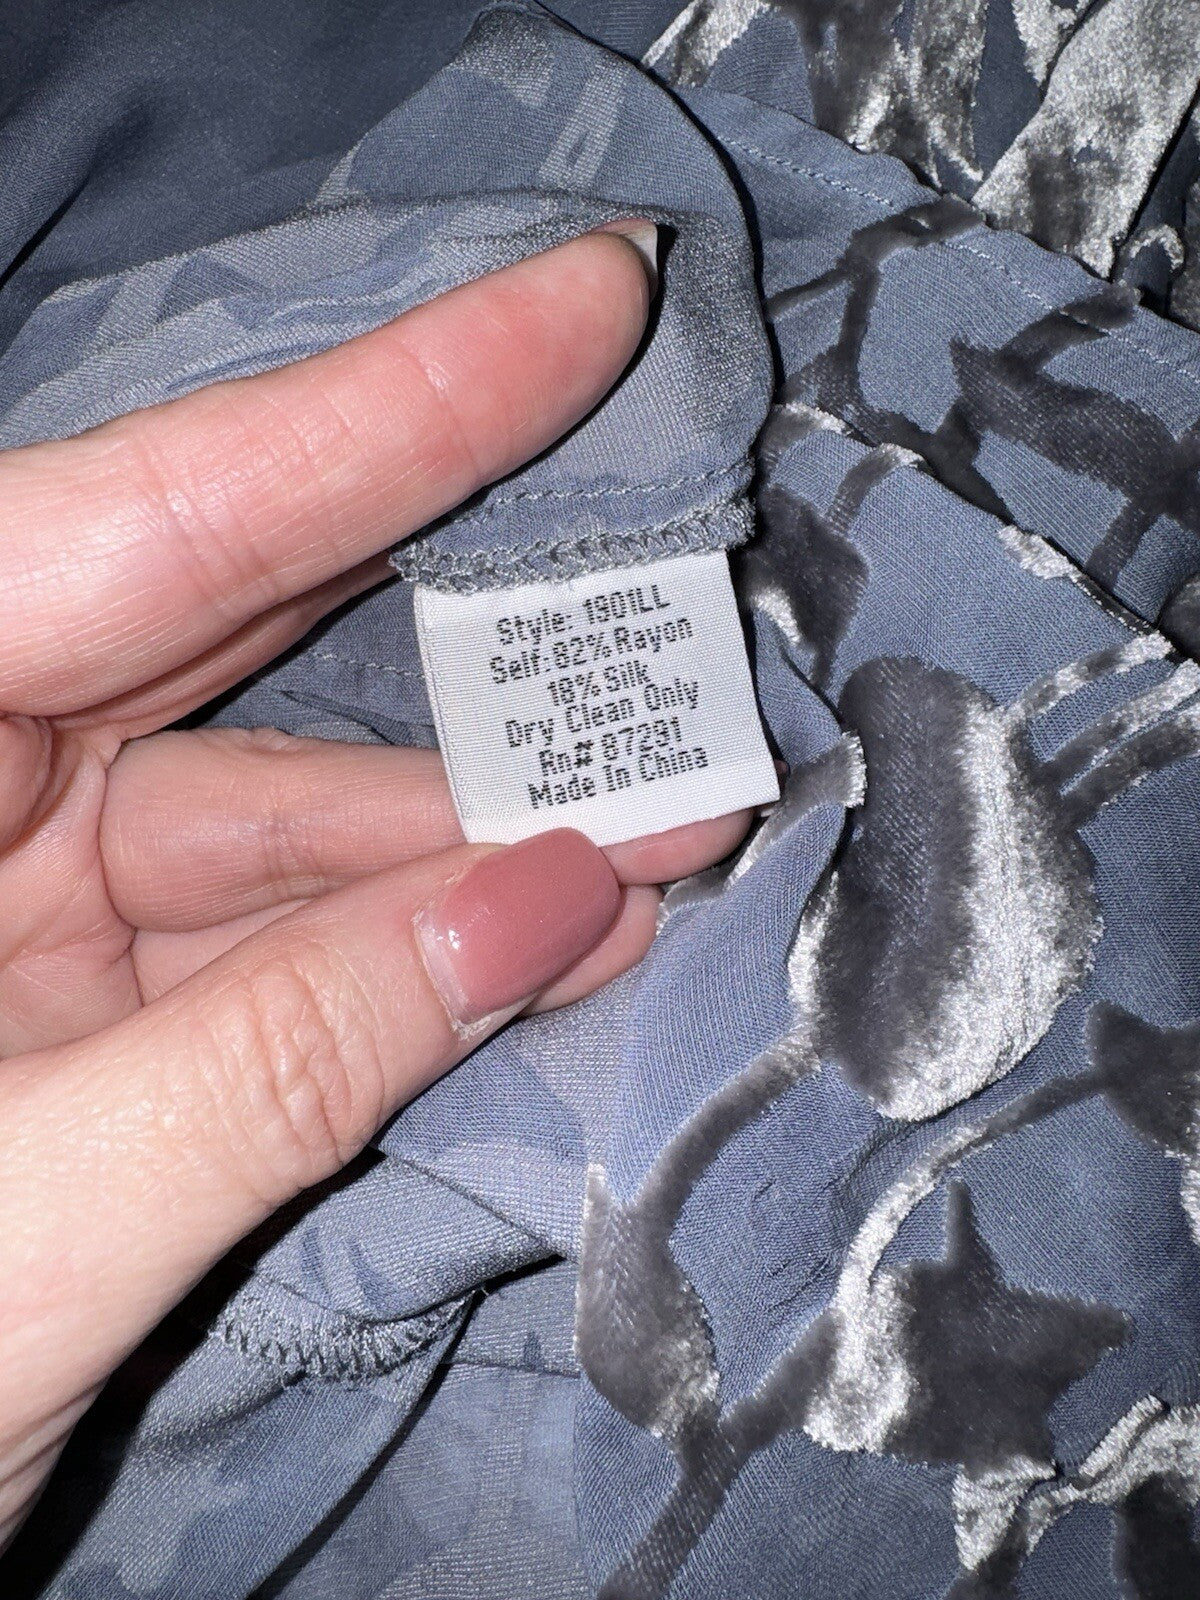 Style: 1901LL
Self: 82% Rayon
18% Silk
Dry Clean Only
Rn# 87291
Made In China